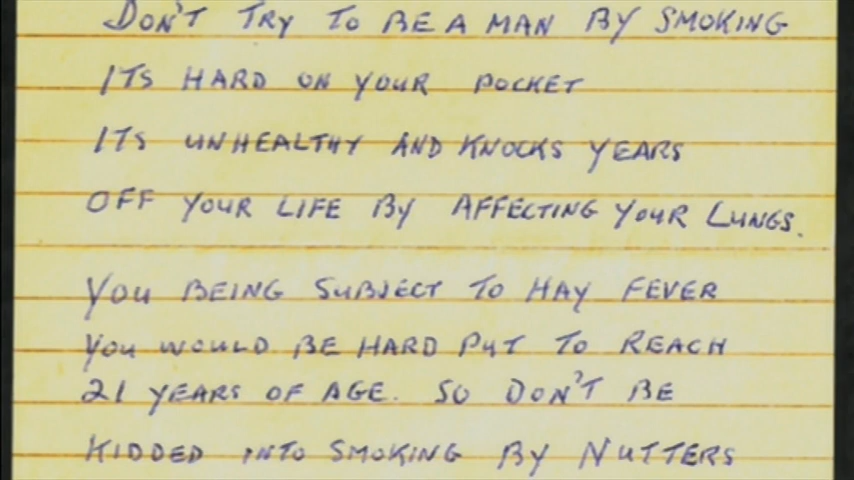 DON'T TRY TO BE A MAN BY SMOKING
ITS HARD ON YOUR POCKET
ITS UNHEALTHY AND KNOCKS YEARS
OFF YOUR LIFE BY AFFECTING YOUR LUNGS.
YOU BEING SUBJECT TO HAY FEVER
YOU WOULD BE HARD PUT TO REACH
21 YEARS OF AGE. SO DON'T BE
KIDDED INTO SMOKING BY NUTTERS